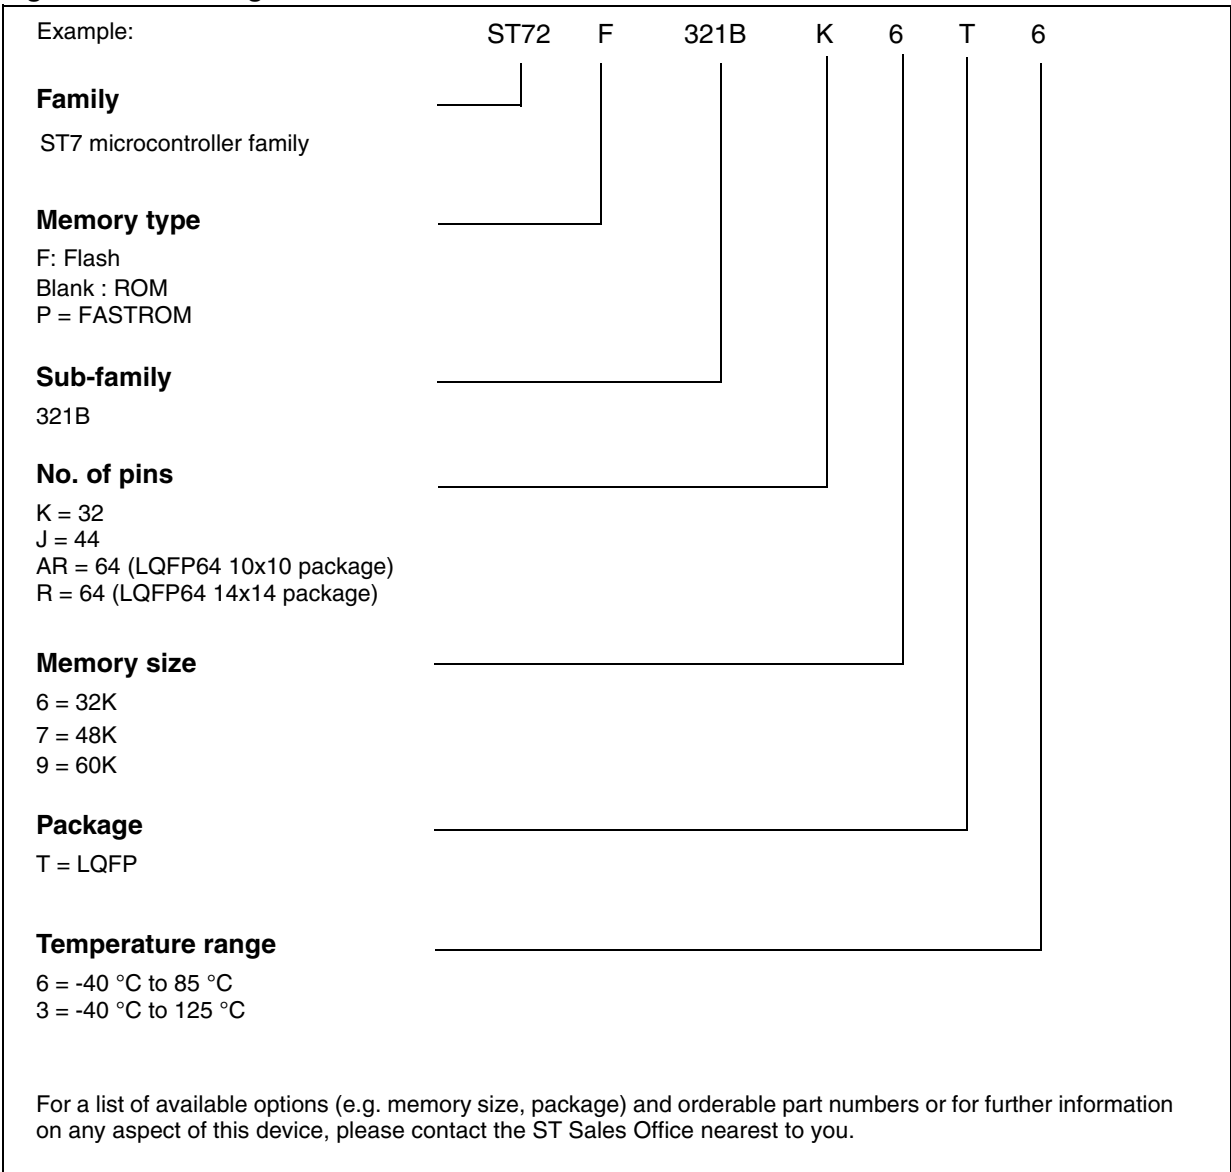 Example: ST72 F 321B K 6 T 6
Family
ST7 microcontroller family
Memory type
F: Flash
Blank : ROM
P = FASTROM
Sub-family
321B
No. of pins
K = 32
J = 44
AR = 64 (LQFP64 10x10 package)
R = 64 (LQFP64 14x14 package)
Memory size
6 = 32K
7 = 48K
9 = 60K
Package
T = LQFP
Temperature range
6 = -40 °C to 85 °C
3 = -40 °C to 125 °C
For a list of available options (e.g. memory size, package) and orderable part numbers or for further information
on any aspect of this device, please contact the ST Sales Office nearest to you.